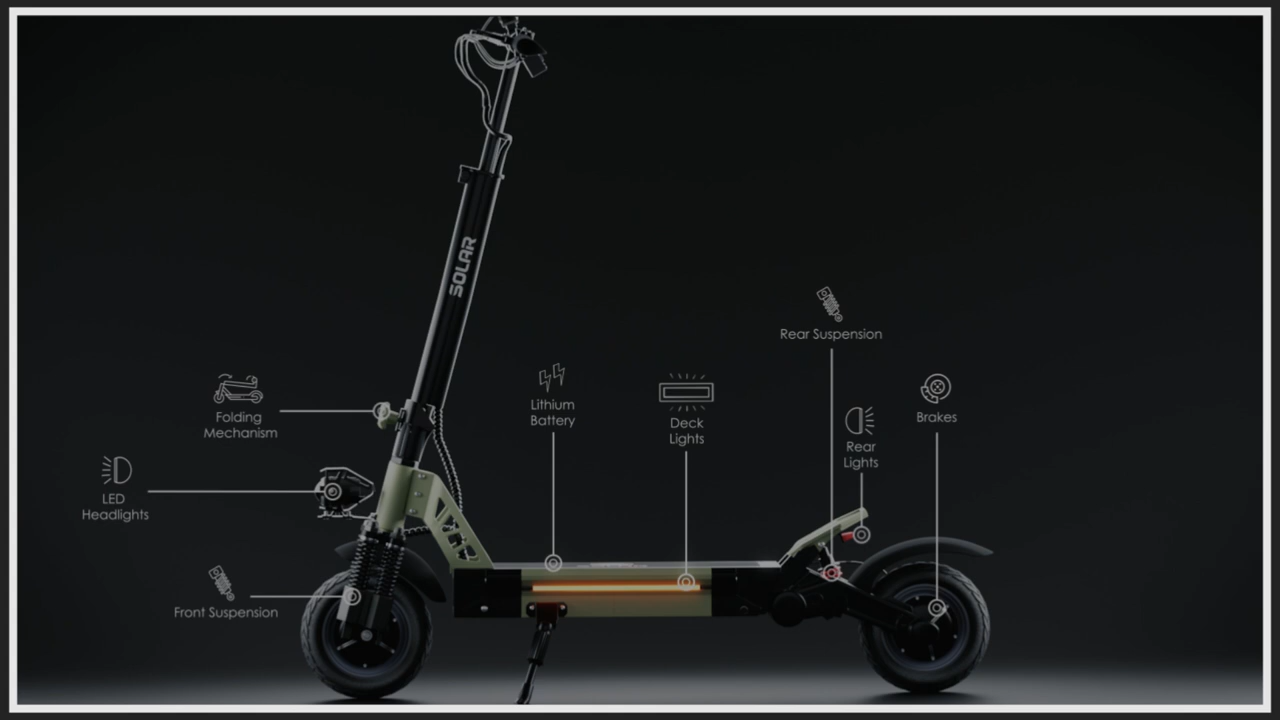 SOLAR
Rear Suspension
Folding
Mechanism
Lithium
Battery
Deck
Lights
Brakes
Rear
Lights
LED
Headlights
Front Suspension